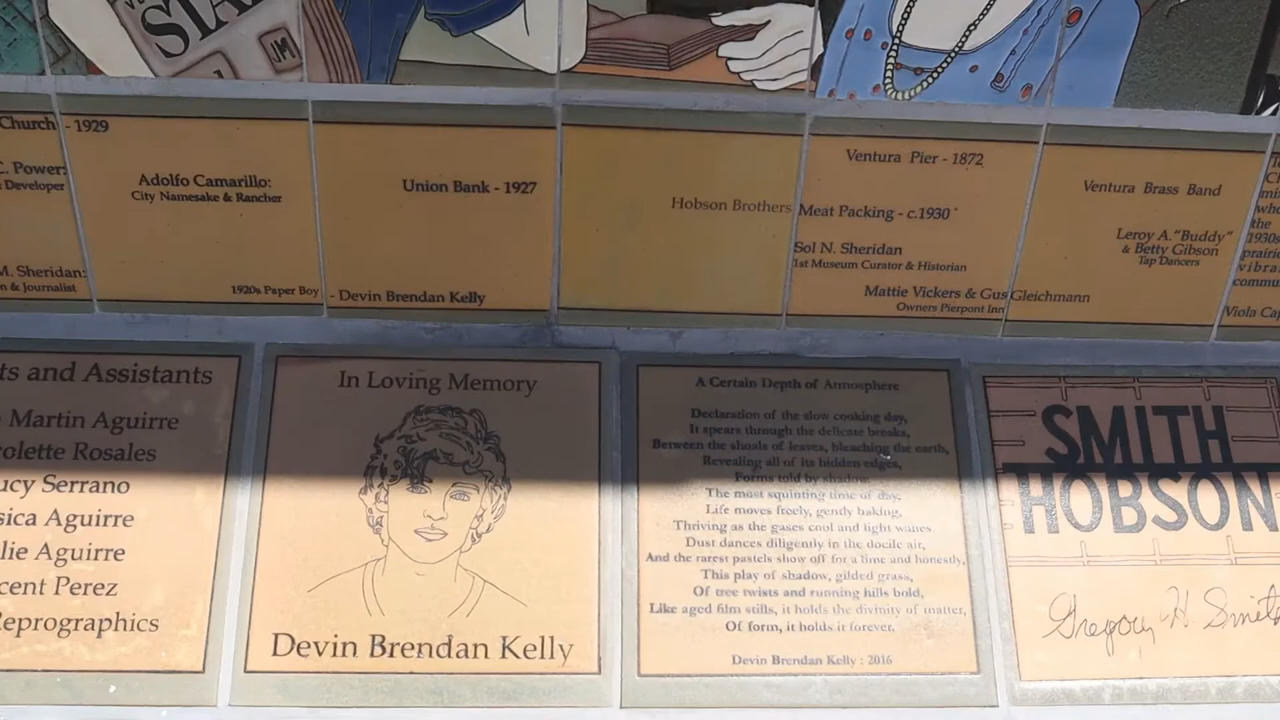 STAR
JM
Church - 1929
C. Power:
Developer
M. Sheridan:
n & Journalist
Adolfo Camarillo:
City Namesake & Rancher
1920s Paper Boy - Devin Brendan Kelly
Union Bank - 1927
Hobson Brothers Meat Packing - c.1930
Ventura Pier - 1872
Sol N. Sheridan
1st Museum Curator & Historian
Mattie Vickers & Gus Gleichmann
Owners Pierpont Inn
Ventura Brass Band
Leroy A. "Buddy"
& Betty Gibson
Tap Dancers
the
1930s
prairie
vibra
commu
Viola Cap
ts and Assistants
Martin Aguirre
colette Rosales
ucy Serrano
sica Aguirre
lie Aguirre
cent Perez
Reprographics
In Loving Memory
Devin Brendan Kelly
A Certain Depth of Atmosphere
Declaration of the slow cooking day,
It spears through the delicate breaks,
Between the shoals of leaves, bleaching the earth,
Revealing all of its hidden edges,
Forms told by shadow.
The most squinting time of day,
Life moves freely, gently baking,
Thriving as the gases cool and light wanes.
Dust dances diligently in the docile air,
And the rarest pastels show off for a time and honestly,
This play of shadow, gilded grass,
Of tree twists and running hills bold,
Like aged film stills, it holds the divinity of matter,
Of form, it holds it forever.
Devin Brendan Kelly : 2016
SMITH
HOBSON
Gregory H. Smith